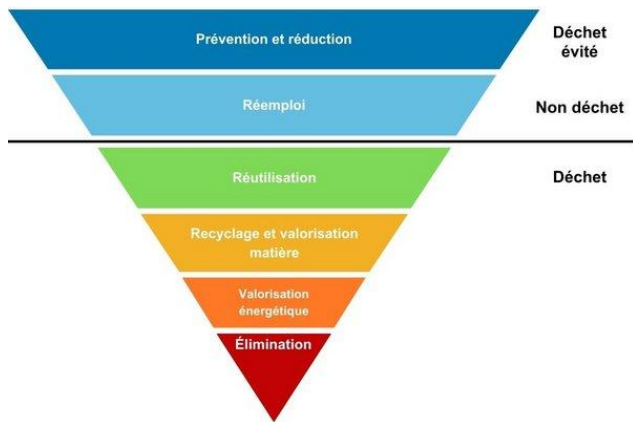 Prévention et réduction
Déchet
évité
Réemploi
Non déchet
Réutilisation
Déchet
Recyclage et valorisation
matière
Valorisation
énergétique
Élimination